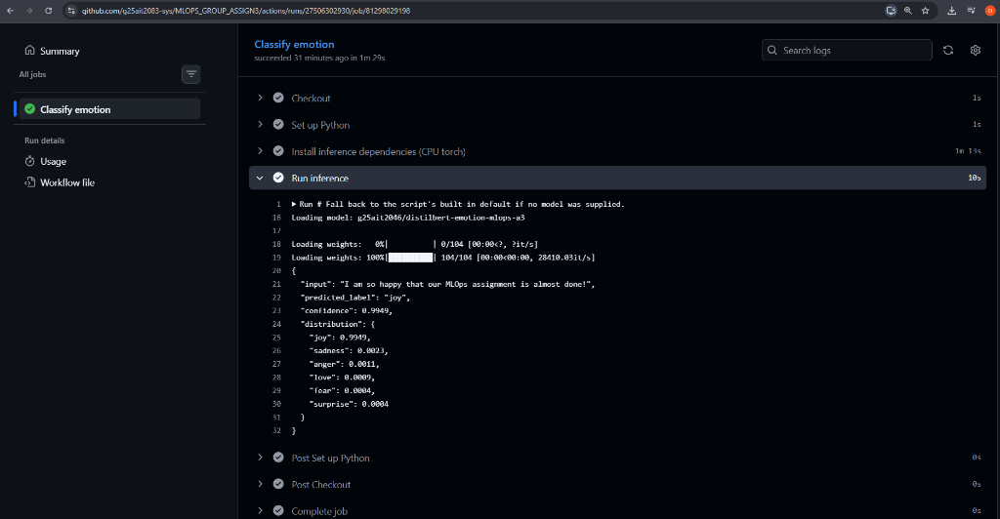 github.com/g25ait2083-sys/MLOPS_GROUP_ASSIGN3/actions/runs/27506302930/job/81298029198
Summary
All jobs
Classify emotion
Run details
Usage
Workflow file
Classify emotion
succeeded 31 minutes ago in 1m 29s
Search logs
Checkout 1s
Set up Python 1s
Install inference dependencies (CPU torch) 1m 13s
Run inference 10s
1 Run # Fall back to the script's built-in default if no model was supplied.
16 Loading model: g25ait2046/distilbert-emotion-mlops-a3
17
18 Loading weights:   0%|          | 0/104 [00:00<?, ?it/s]
19 Loading weights: 100%|██████████| 104/104 [00:00<00:00, 28410.03it/s]
20 {
21 "input": "I am so happy that our MLOps assignment is almost done!",
22 "predicted_label": "joy",
23 "confidence": 0.9949,
24 "distribution": {
25 "joy": 0.9949,
26 "sadness": 0.0023,
27 "anger": 0.0011,
28 "love": 0.0009,
29 "fear": 0.0004,
30 "surprise": 0.0004
31 }
32 }
Post Set up Python 0s
Post Checkout 0s
Complete job 0s